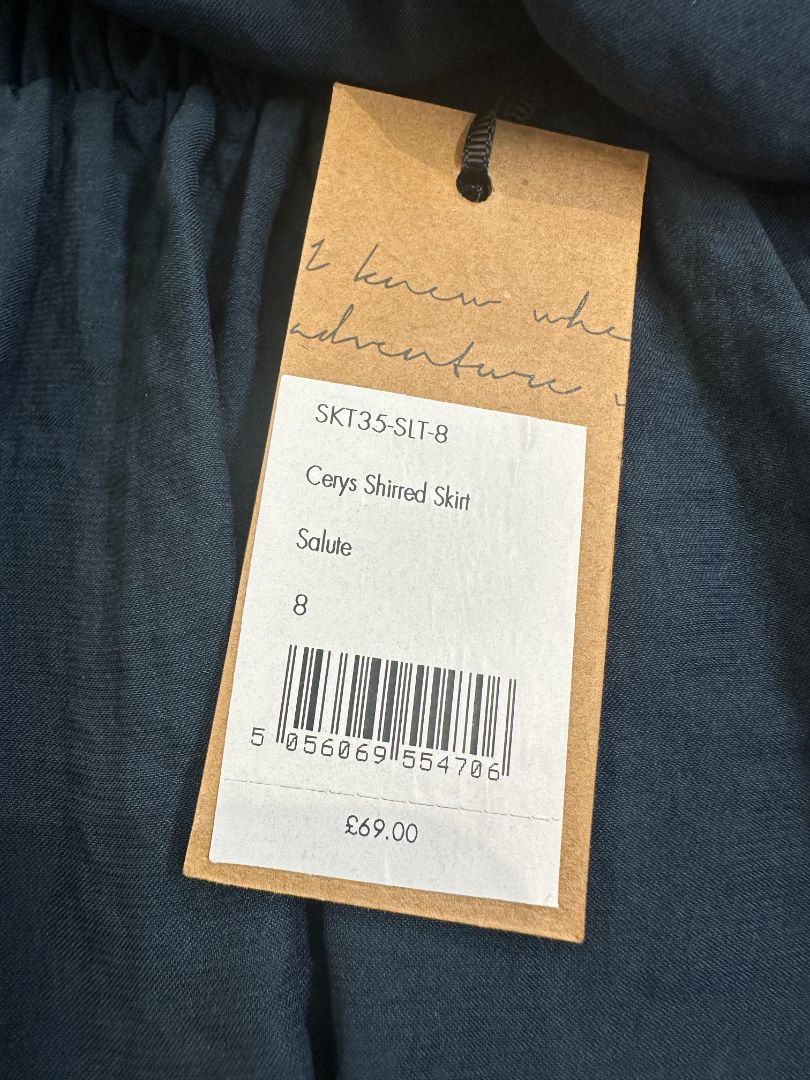 I knew whe
adventure
SKT35-SLT-8
Cerys Shirred Skirt
Salute
8
5 056069 554706
£69.00